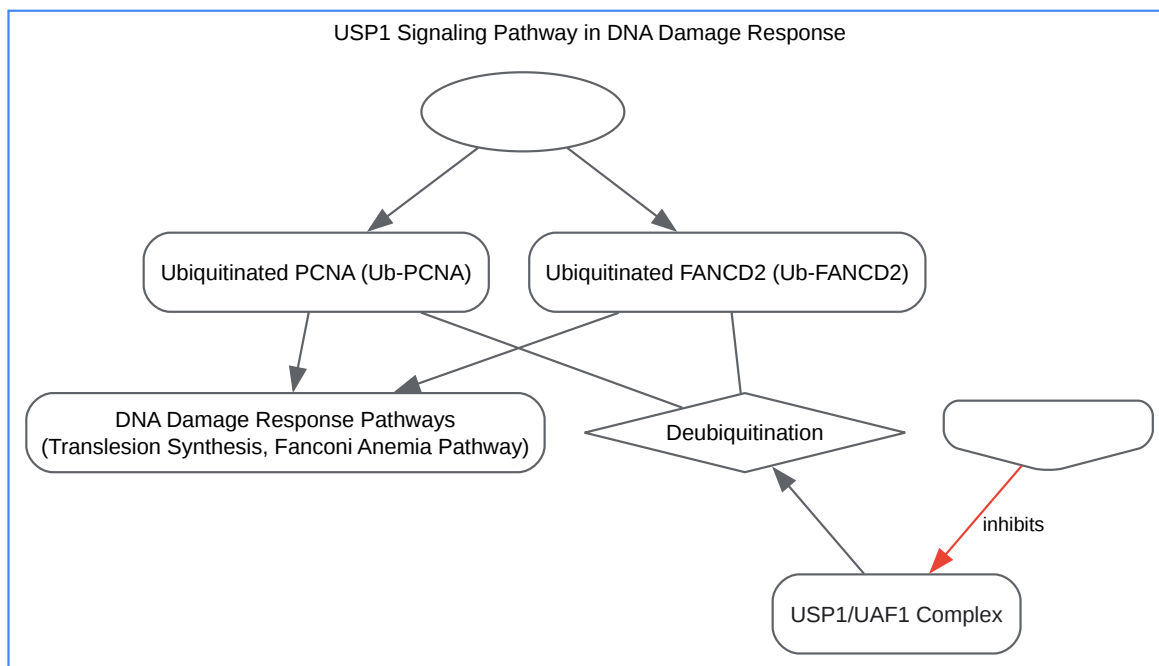 USP1 Signaling Pathway in DNA Damage Response
Ubiquitinated PCNA (Ub-PCNA)
Ubiquitinated FANCD2 (Ub-FANCD2)
DNA Damage Response Pathways
(Translesion Synthesis, Fanconi Anemia Pathway)
Deubiquitination
inhibits
USP1/UAF1 Complex